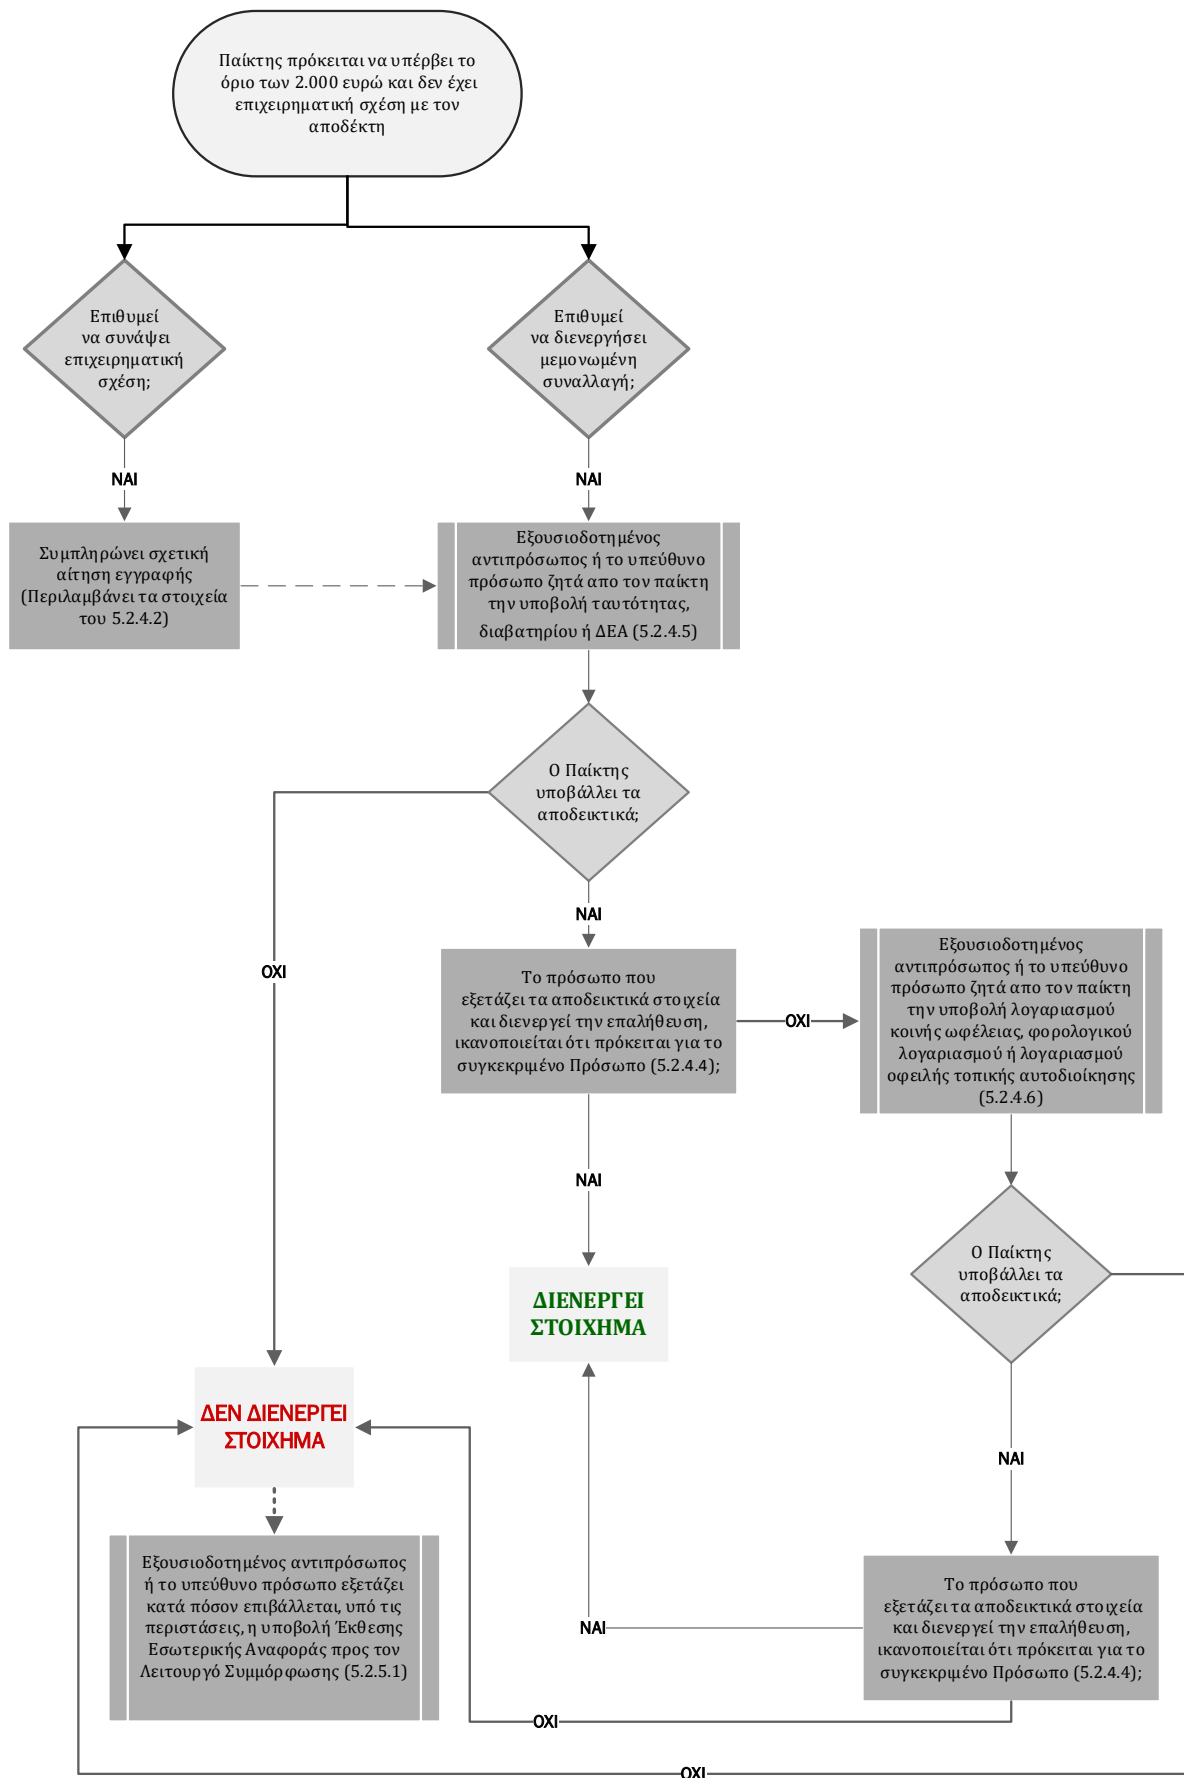 Παίκτης πρόκειται να υπέρβει το
όριο των 2.000 ευρώ και δεν έχει
επιχειρηματική σχέση με τον
αποδέκτη
Επιθυμεί
να συνάψει
επιχειρηματική
σχέση;
Επιθυμεί
να διενεργήσει
μεμονωμένη
συναλλαγή;
ΝΑΙ
ΝΑΙ
Συμπληρώνει σχετική
αίτηση εγγραφής
(Περιλαμβάνει τα στοιχεία
του 5.2.4.2)
Εξουσιοδοτημένος
αντιπρόσωπος ή το υπεύθυνο
πρόσωπο ζητά απο τον παίκτη
την υποβολή ταυτότητας,
διαβατηρίου ή ΔΕΑ (5.2.4.5)
Ο Παίκτης
υποβάλλει τα
αποδεικτικά;
ΝΑΙ
ΟΧΙ
Το πρόσωπο που
εξετάζει τα αποδεικτικά στοιχεία
και διενεργεί την επαλήθευση,
ικανοποιείται ότι πρόκειται για το
συγκεκριμένο Πρόσωπο (5.2.4.4);
ΟΧΙ
Εξουσιοδοτημένος
αντιπρόσωπος ή το υπεύθυνο
πρόσωπο ζητά απο τον παίκτη
την υποβολή λογαριασμού
κοινής ωφέλειας, φορολογικού
λογαριασμού ή λογαριασμού
οφειλής τοπικής αυτοδιοίκησης
(5.2.4.6)
ΝΑΙ
Ο Παίκτης
υποβάλλει τα
αποδεικτικά;
ΔΙΕΝΕΡΓΕΙ
ΣΤΟΙΧΗΜΑ
ΔΕΝ ΔΙΕΝΕΡΓΕΙ
ΣΤΟΙΧΗΜΑ
ΝΑΙ
Εξουσιοδοτημένος αντιπρόσωπος
ή το υπεύθυνο πρόσωπο εξετάζει
κατά πόσον επιβάλλεται, υπό τις
περιστάσεις, η υποβολή Έκθεσης
Εσωτερικής Αναφοράς προς τον
Λειτουργό Συμμόρφωσης (5.2.5.1)
Το πρόσωπο που
εξετάζει τα αποδεικτικά στοιχεία
και διενεργεί την επαλήθευση,
ικανοποιείται ότι πρόκειται για το
συγκεκριμένο Πρόσωπο (5.2.4.4);
ΝΑΙ
ΟΧΙ
ΟΧΙ